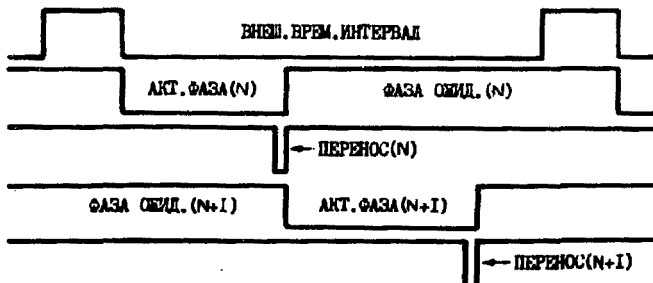 ВНЕШ.ВРЕМ.ИНТЕРВАЛ
АКТ.ФАЗА(N)
ФАЗА ОЖИД.(N)
ПЕРЕНОС(N)
ФАЗА ОЖИД.(N+I)
АКТ.ФАЗА(N+I)
ПЕРЕНОС(N+I)